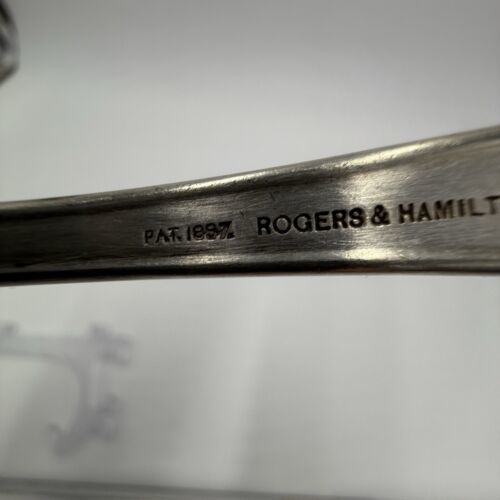 PAT. 1897. ROGERS & HAMILT